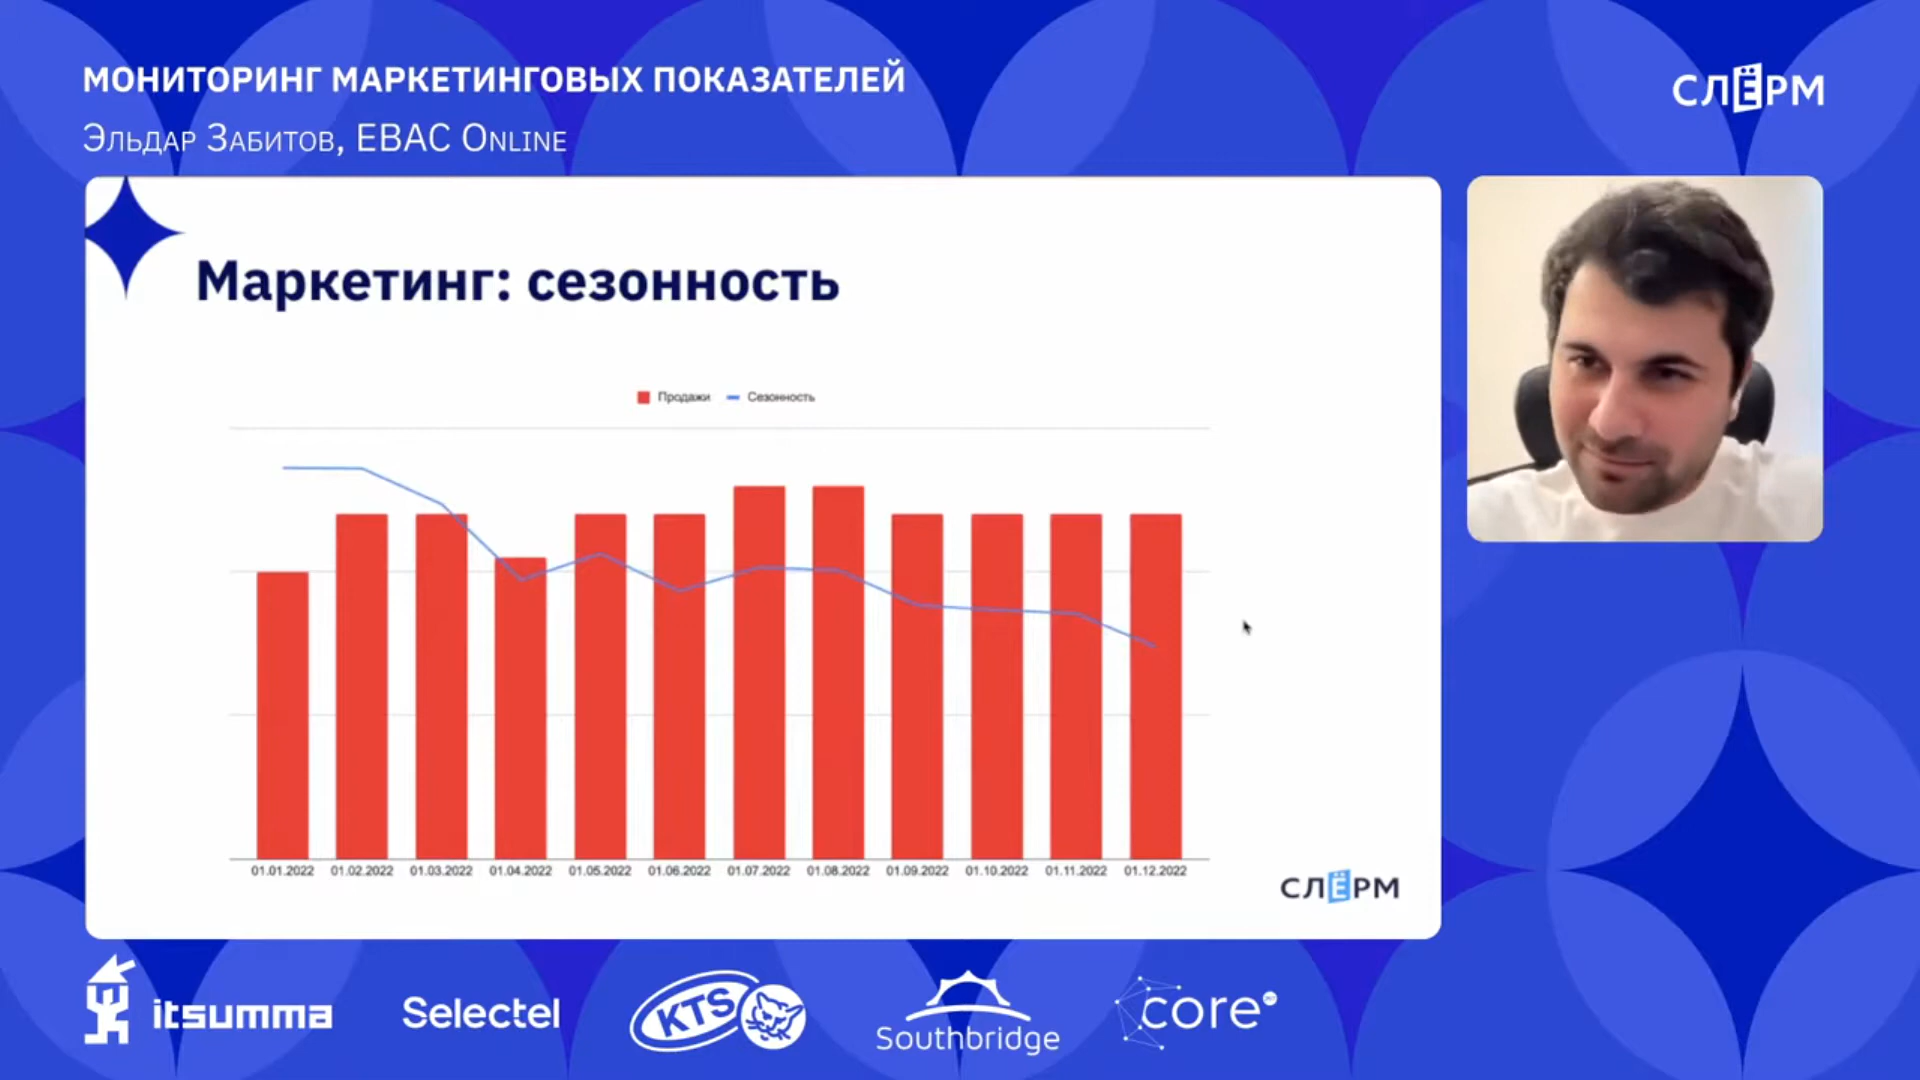 МОНИТОРИНГ МАРКЕТИНГОВЫХ ПОКАЗАТЕЛЕЙ
Эльдар Забитов, EBAC Online
СЛЁРМ
Маркетинг: сезонность
Продажи Сезонность
01.01.2022 01.02.2022 01.03.2022 01.04.2022 01.05.2022 01.06.2022 01.07.2022 01.08.2022 01.09.2022 01.10.2022 01.11.2022 01.12.2022
СЛЁРМ
itsumma Selectel KTS Southbridge core